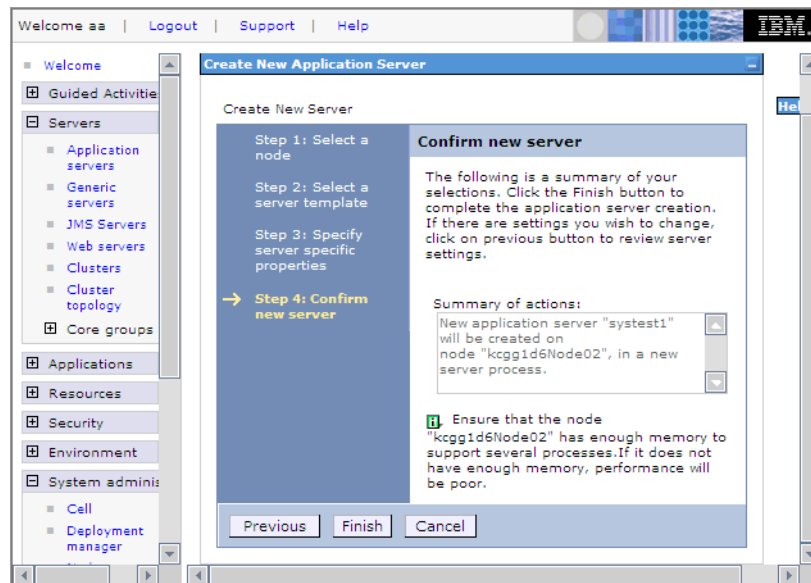 Welcome aa | Logout | Support | Help
IBM.
Welcome
Guided Activitie
Servers
Application
servers
Generic
servers
JMS Servers
Web servers
Clusters
Cluster
topology
Core groups
Applications
Resources
Security
Environment
System adminis
Cell
Deployment
manager
Create New Application Server
Hel
Create New Server
Step 1: Select a
node
Step 2: Select a
server template
Step 3: Specify
server specific
properties
Step 4: Confirm
new server
Confirm new server
The following is a summary of your
selections. Click the Finish button to
complete the application server creation.
If there are settings you wish to change,
click on previous button to review server
settings.
Summary of actions:
New application server "systest1"
will be created on
node "kcgg1d6Node02", in a new
server process.
Ensure that the node
"kcgg1d6Node02" has enough memory to
support several processes.If it does not
have enough memory, performance will
be poor.
Previous Finish Cancel